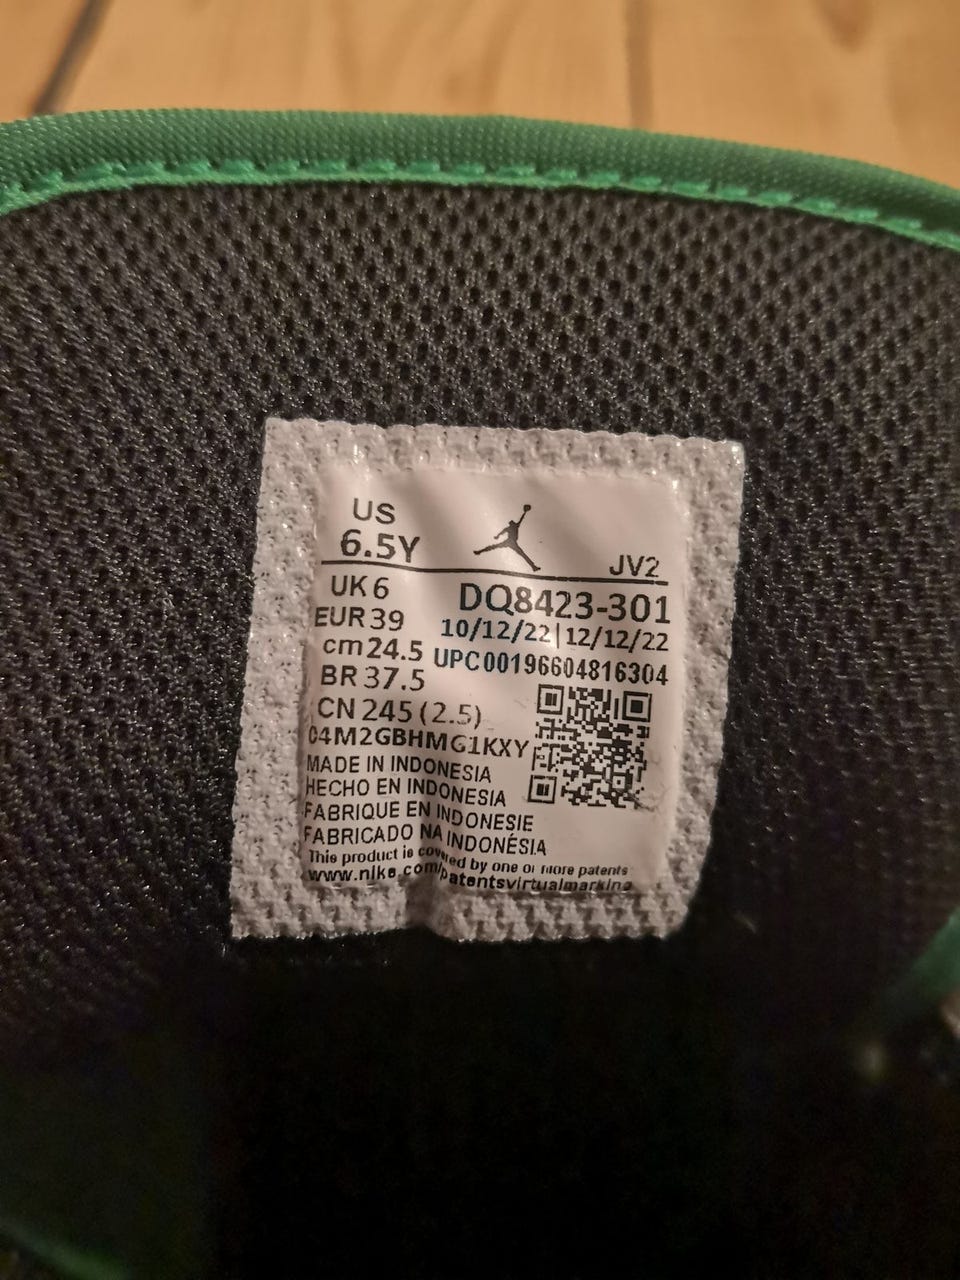 US
6.5Y
JV2
UK 6
DQ8423-301
EUR 39
10/12/22|12/12/22
cm 24.5
UPC00196604816304
BR 37.5
CN 245 (2.5)
04M2GBHMG1KXY
MADE IN INDONESIA
HECHO EN INDONESIA
FABRIQUE EN INDONESIE
FABRICADO NA INDONÉSIA
This product is covered by one or more patents
www.nike.com/patentsvirtualmarking